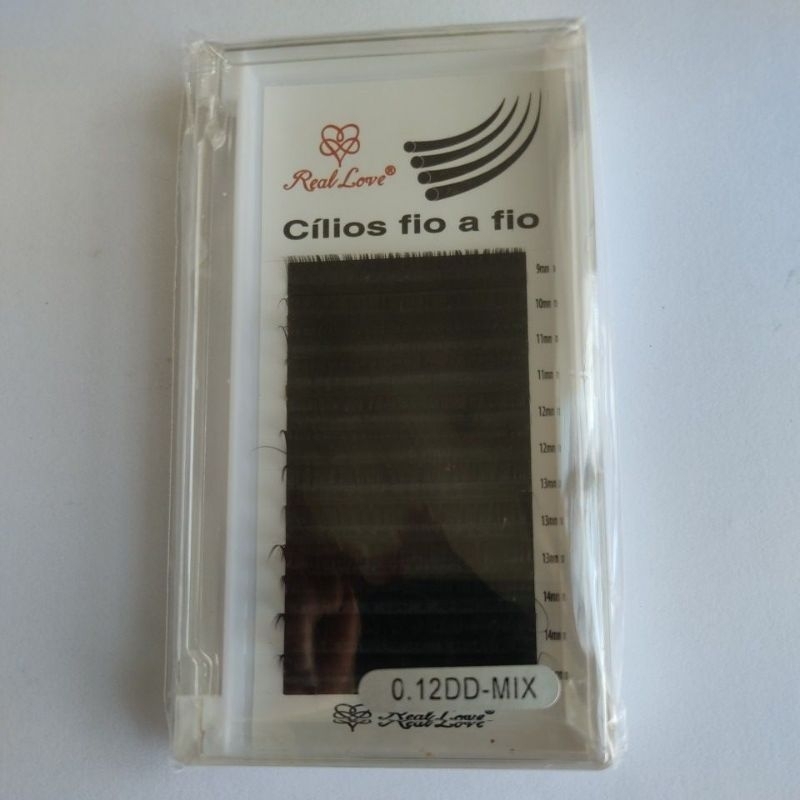 Real Love®
Cílios fio a fio
9mm
10mm
11mm
11mm
12mm
12mm
13mm
13mm
13mm
14mm
14mm
0.12DD-MIX
Real Love®